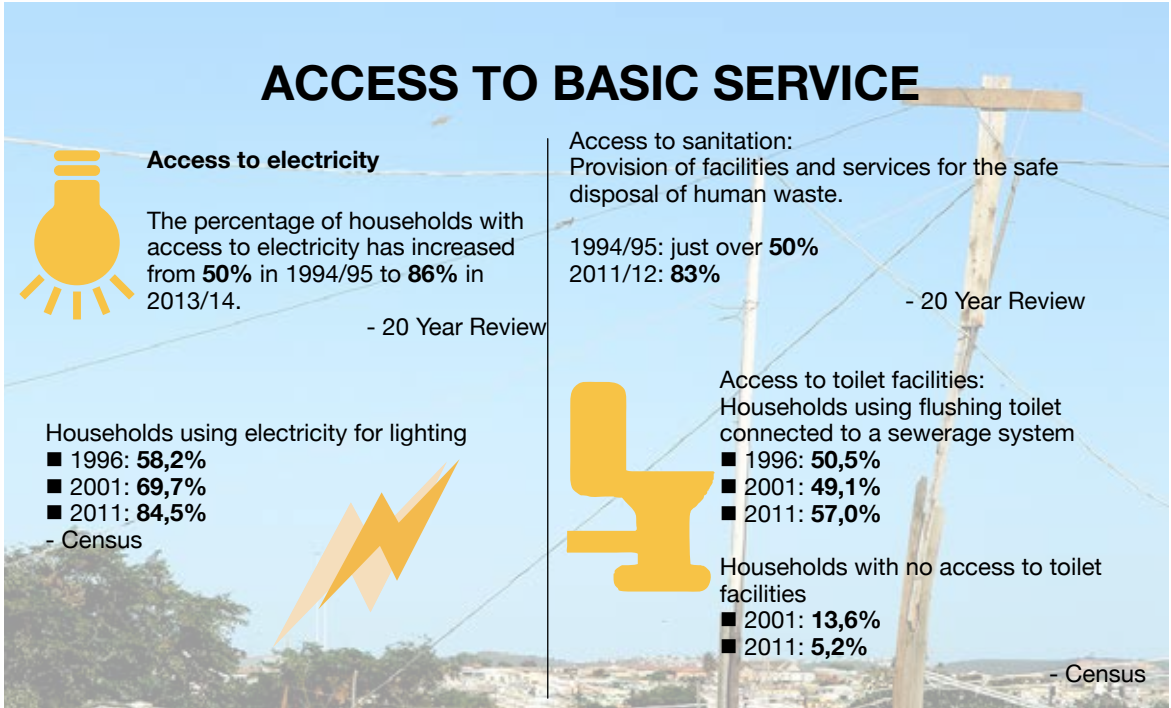 ACCESS TO BASIC SERVICE
Access to electricity
The percentage of households with
access to electricity has increased
from 50% in 1994/95 to 86% in
2013/14.
- 20 Year Review
Households using electricity for lighting
■ 1996: 58,2%
■ 2001: 69,7%
■ 2011: 84,5%
- Census
Access to sanitation:
Provision of facilities and services for the safe
disposal of human waste.
1994/95: just over 50%
2011/12: 83%
- 20 Year Review
Access to toilet facilities:
Households using flushing toilet
connected to a sewerage system
■ 1996: 50,5%
■ 2001: 49,1%
■ 2011: 57,0%
Households with no access to toilet
facilities
■ 2001: 13,6%
■ 2011: 5,2%
- Census